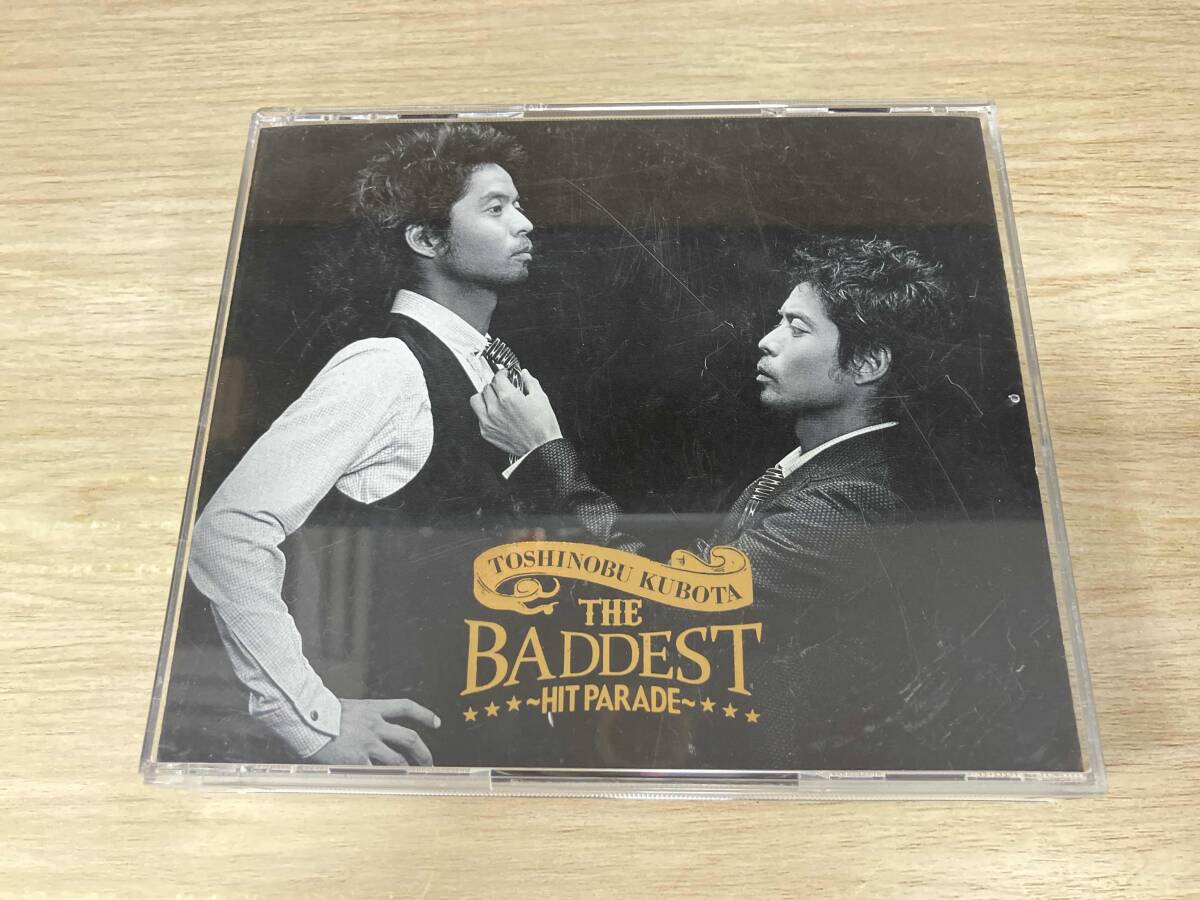 TOSHINOBU KUBOTA
THE
BADDEST
~HIT PARADE~